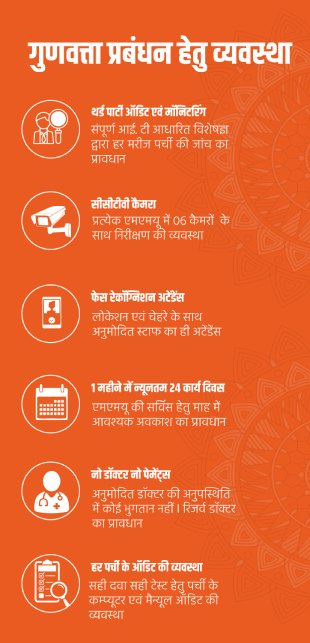 गुणवत्ता प्रबंधन हेतु व्यवस्था
थर्ड पार्टी ऑडिट एवं मॉनिटरिंग
संपूर्ण आई. टी आधारित विशेषज्ञ
द्वारा हर मरीज पर्ची की जांच का
प्रावधान
सीसीटीवी कैमरा
प्रत्येक एमएमयू में 06 कैमरों के
साथ निरीक्षण की व्यवस्था
फेस रेकॉग्निशन अटेंडेंस
लोकेशन एवं चेहरे के साथ
अनुमोदित स्टाफ का ही अटेंडेंस
1 महीने में न्यूनतम 24 कार्य दिवस
एमएमयू की सर्विस हेतु माह में
आवश्यक अवकाश का प्रावधान
नो डॉक्टर नो पेमेंट्स
अनुमोदित डॉक्टर की अनुपस्थिति
में कोई भुगतान नहीं । रिजर्व डॉक्टर
का प्रावधान
हर पर्ची के ऑडिट की व्यवस्था
सही दवा सही टेस्ट हेतु पर्ची के
कम्प्यूटर एवं मैन्यूल ऑडिट की
व्यवस्था